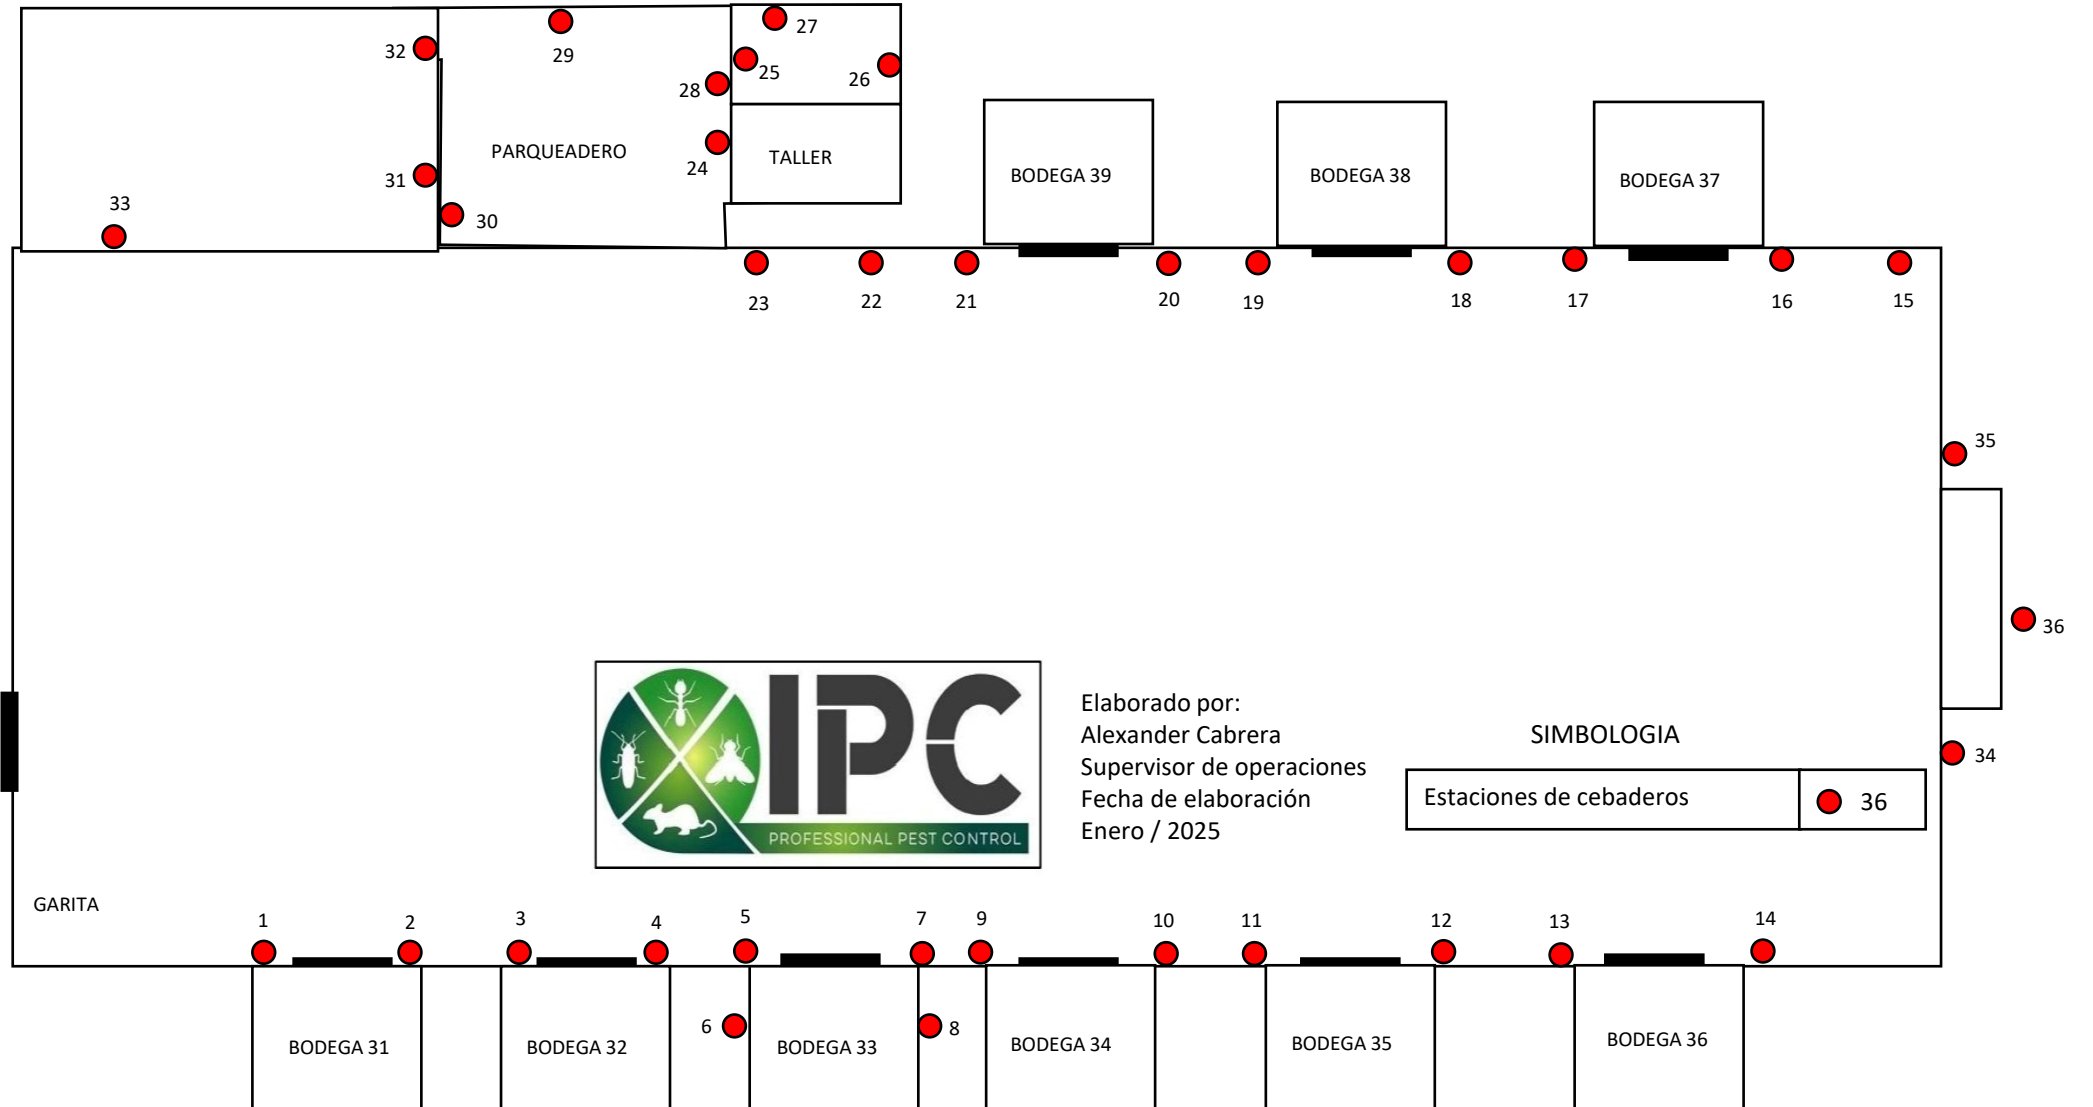 27
32
29
25
26
28
PARQUEADERO
TALLER
24
31
BODEGA 39
BODEGA 38
BODEGA 37
33
30
23
22
21
20
19
18
17
16
15
35
36
IPC
PROFESSIONAL PEST CONTROL
Elaborado por:
Alexander Cabrera
Supervisor de operaciones
Fecha de elaboración
Enero / 2025
SIMBOLOGIA
Estaciones de cebaderos
36
34
GARITA
1
2
3
4
5
7
9
10
11
12
13
14
6
8
BODEGA 31
BODEGA 32
BODEGA 33
BODEGA 34
BODEGA 35
BODEGA 36